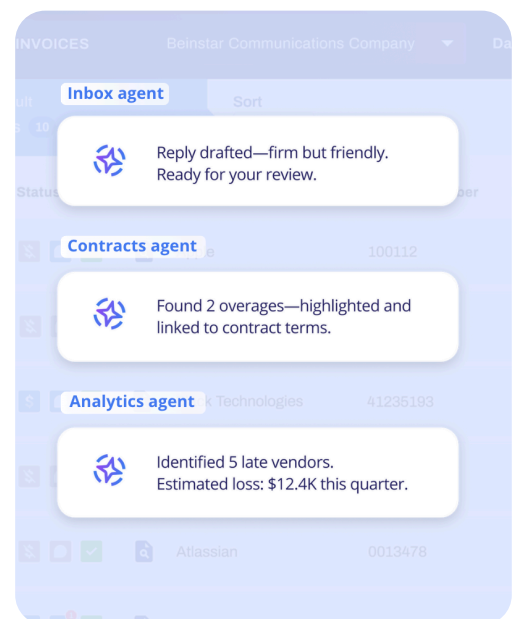 INVOICES
Beinstar Communications Company
Da
Inbox agent
Sort
10
Reply drafted—firm but friendly.
Ready for your review.
Status
Contracts agent
100112
Found 2 overages—highlighted and
linked to contract terms.
Analytics agent
Technologies
41235193
Identified 5 late vendors.
Estimated loss: $12.4K this quarter.
Atlassian
0013478